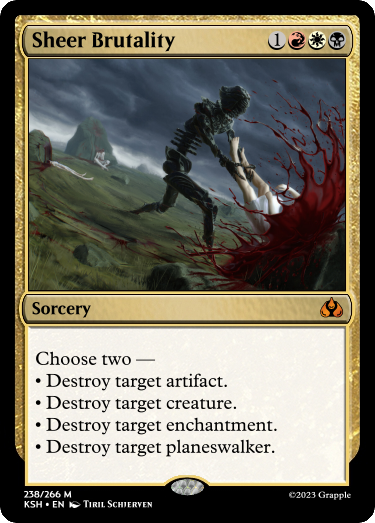 Sheer Brutality 1
Sorcery
Choose two —
• Destroy target artifact.
• Destroy target creature.
• Destroy target enchantment.
• Destroy target planeswalker.
238/266 M
KSH • EN Tiril Schjerven
©2023 Grapple